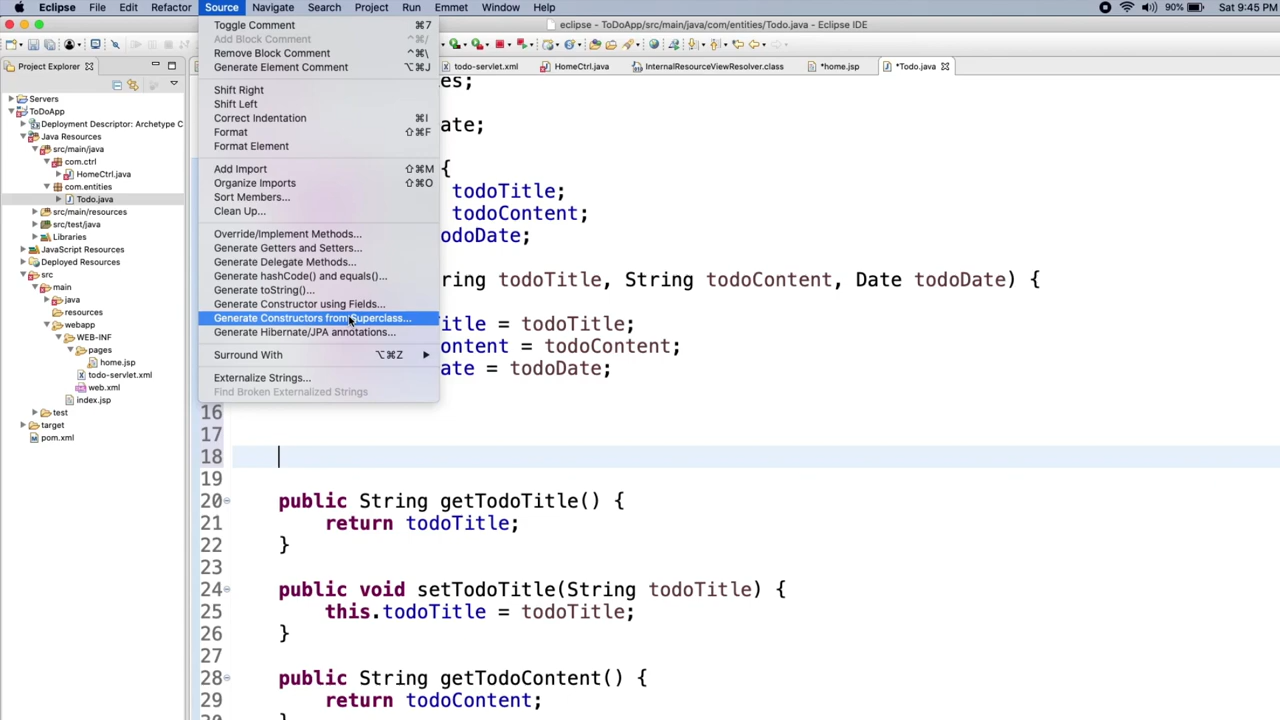 Eclipse File Edit Refactor Source Navigate Search Project Run Emmet Window Help 90% Sat 9:45 PM
eclipse - ToDoApp/src/main/java/com/entities/Todo.java - Eclipse IDE
Project Explorer
Servers
ToDoApp
Deployment Descriptor: Archetype C
Java Resources
src/main/java
com.ctrl
HomeCtrl.java
com.entities
Todo.java
src/main/resources
src/test/java
Libraries
JavaScript Resources
Deployed Resources
src
main
java
resources
webapp
WEB-INF
pages
home.jsp
todo-servlet.xml
web.xml
index.jsp
test
target
pom.xml
Toggle Comment ⌘7
Add Block Comment ^⌘/
Remove Block Comment ^⌘\
Generate Element Comment ⌥⌘J
Shift Right
Shift Left
Correct Indentation ⌘I
Format ⇧⌘F
Format Element
Add Import ⇧⌘M
Organize Imports ⇧⌘O
Sort Members...
Clean Up...
Override/Implement Methods...
Generate Getters and Setters...
Generate Delegate Methods...
Generate hashCode() and equals()...
Generate toString()...
Generate Constructor using Fields...
Generate Constructors from Superclass...
Generate Hibernate/JPA annotations...
Surround With ⌥⌘Z
Externalize Strings...
Find Broken Externalized Strings
todo-servlet.xml HomeCtrl.java InternalResourceViewResolver.class *home.jsp *Todo.java
es;
ate;
{
todoTitle;
todoContent;
odoDate;
ring todoTitle, String todoContent, Date todoDate) {
itle = todoTitle;
ontent = todoContent;
ate = todoDate;
16
17
18
19
20 public String getTodoTitle() {
21 return todoTitle;
22 }
23
24 public void setTodoTitle(String todoTitle) {
25 this.todoTitle = todoTitle;
26 }
27
28 public String getTodoContent() {
29 return todoContent;
30 }